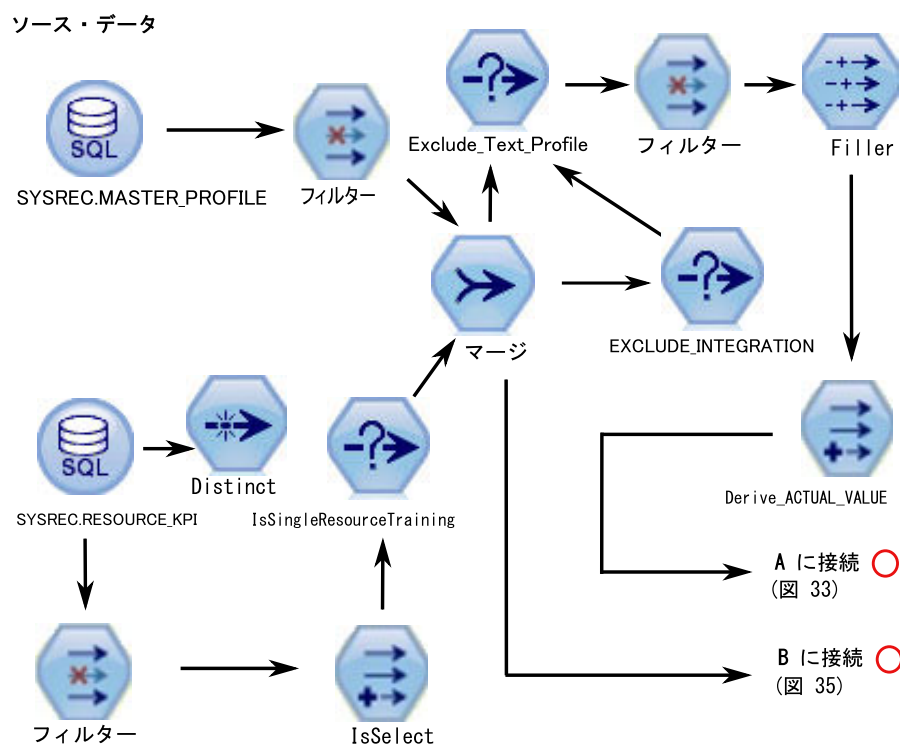 ソース・データ
SQL
SYSREC.MASTER_PROFILE
フィルター
Exclude_Text_Profile
フィルター
Filler
マージ
EXCLUDE_INTEGRATION
SQL
SYSREC.RESOURCE_KPI
Distinct
IsSingleResourceTraining
Derive_ACTUAL_VALUE
A に接続
(図 33)
B に接続
(図 35)
フィルター
IsSelect